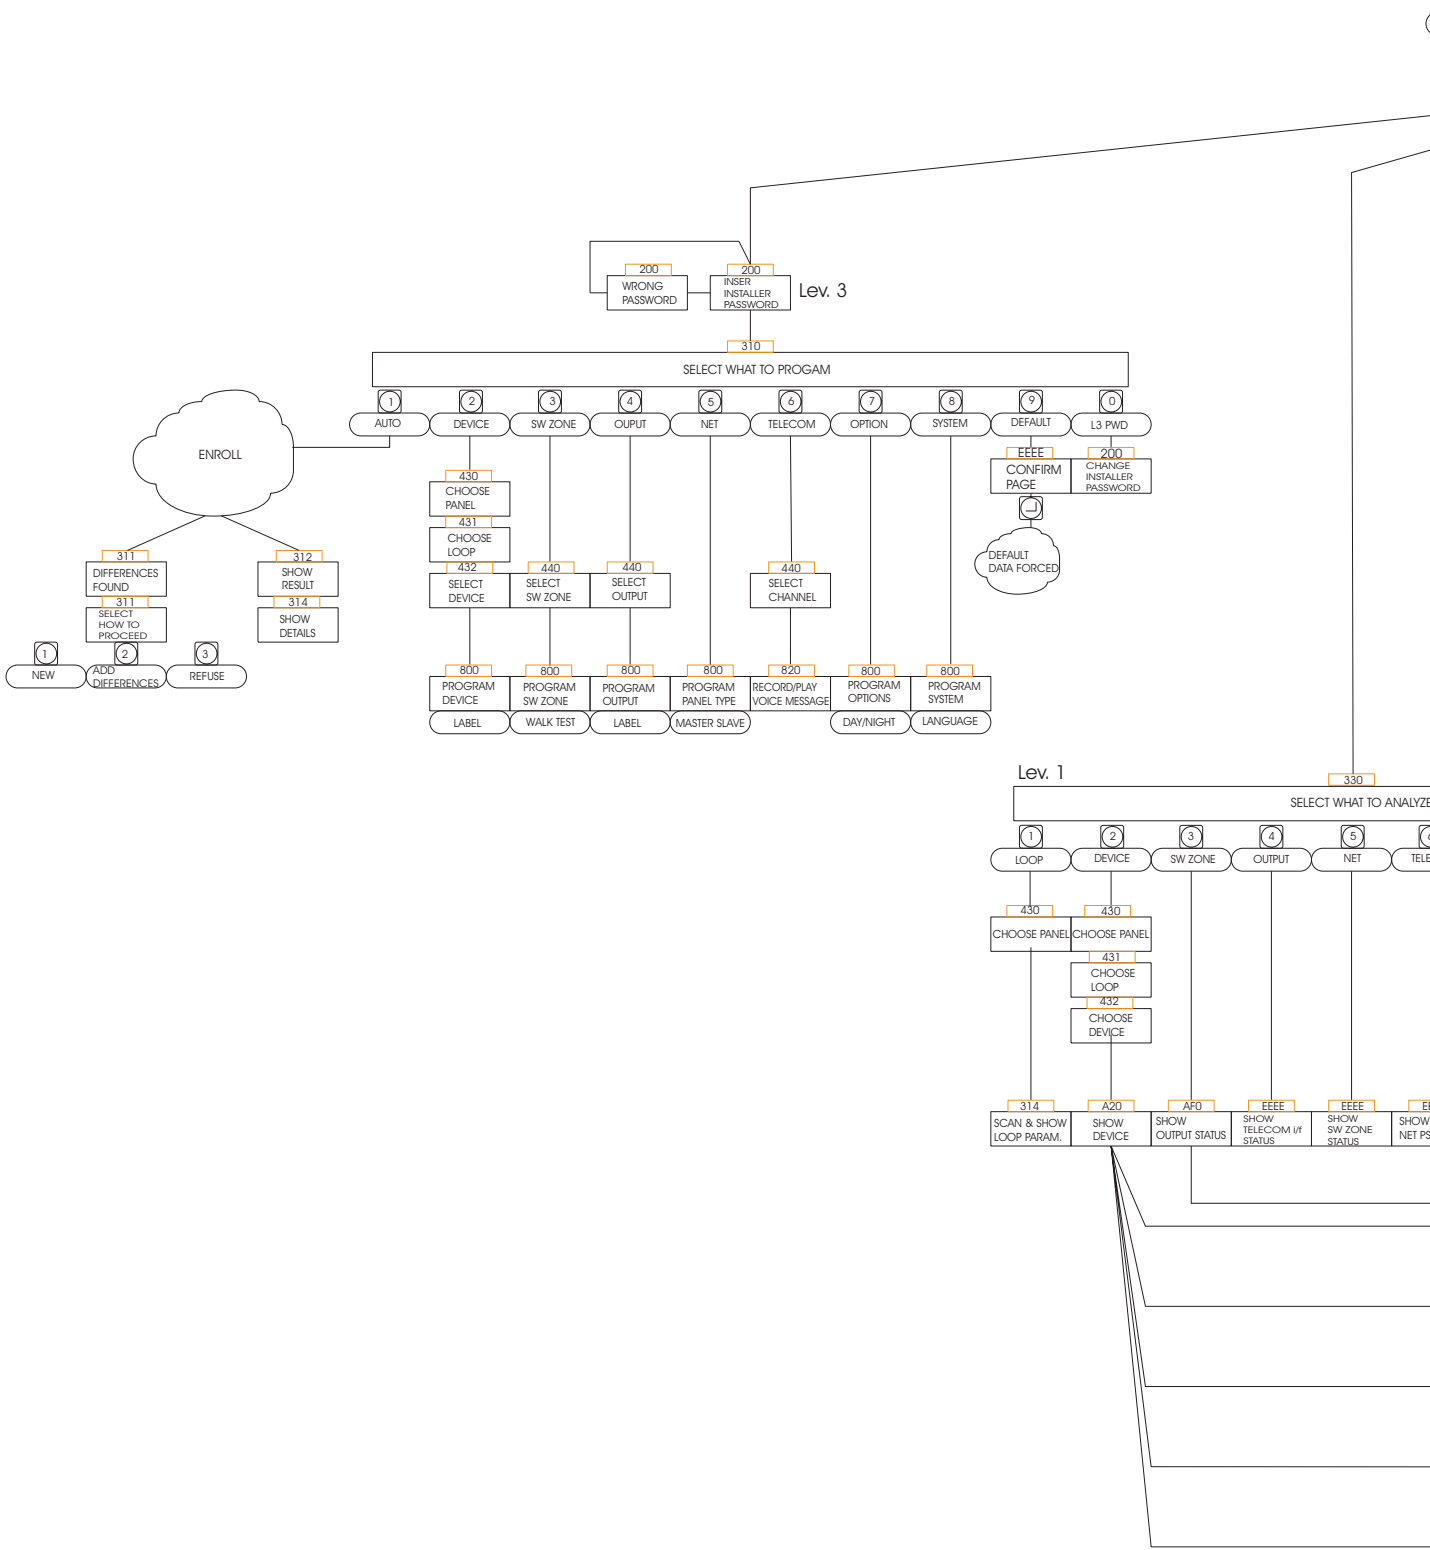 200
200
WRONG
PASSWORD
INSER
INSTALLER
PASSWORD
Lev. 3
310
SELECT WHAT TO PROGAM
1 2 3 4 5 6 7 8 9 0
AUTO DEVICE SW ZONE OUPUT NET TELECOM OPTION SYSTEM DEFAULT L3 PWD
ENROLL
EEEE
CONFIRM
PAGE
200
CHANGE
INSTALLER
PASSWORD
DEFAULT
DATA FORCED
430
CHOOSE
PANEL
431
CHOOSE
LOOP
432
SELECT
DEVICE
440
SELECT
SW ZONE
440
SELECT
OUTPUT
440
SELECT
CHANNEL
311
DIFFERENCES
FOUND
311
SELECT
HOW TO
PROCEED
312
SHOW
RESULT
314
SHOW
DETAILS
1 2 3
NEW
ADD
DIFFERENCES
REFUSE
800
PROGRAM
DEVICE
LABEL
800
PROGRAM
SW ZONE
WALK TEST
800
PROGRAM
OUTPUT
LABEL
800
PROGRAM
PANEL TYPE
MASTER SLAVE
820
RECORD/PLAY
VOICE MESSAGE
800
PROGRAM
OPTIONS
DAY/NIGHT
800
PROGRAM
SYSTEM
LANGUAGE
Lev. 1
330
SELECT WHAT TO ANALYZE
1 2 3 4 5
LOOP DEVICE SW ZONE OUTPUT NET TELE
430
CHOOSE PANEL
430
CHOOSE PANEL
431
CHOOSE
LOOP
432
CHOOSE
DEVICE
314
SCAN & SHOW
LOOP PARAM.
A20
SHOW
DEVICE
AF0
SHOW
OUTPUT STATUS
EEEE
SHOW
TELECOM i/f
STATUS
EEEE
SHOW
SW ZONE
STATUS
SHOW
NET PS